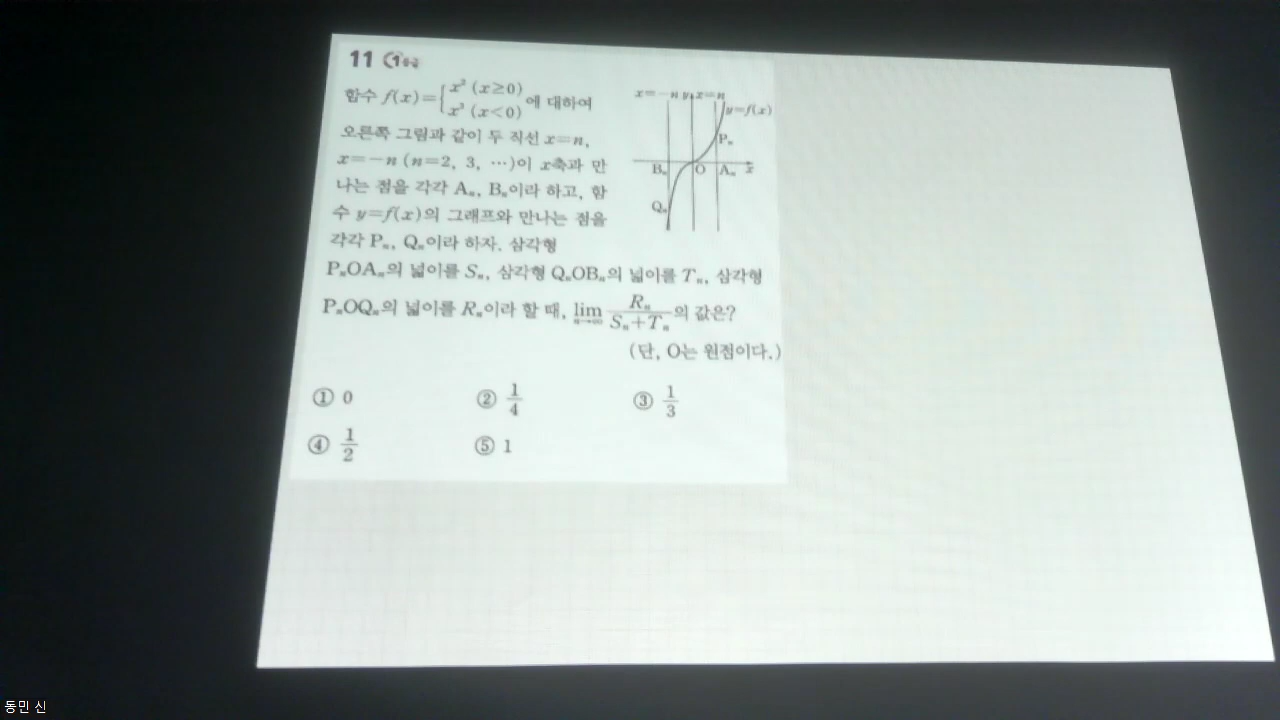 11
함수 f(x)={x² (x≥0) x³ (x<0) 에 대하여
오른쪽 그림과 같이 두 직선 x=n,
x=-n (n=2, 3, …)이 x축과 만
나는 점을 각각 Aₙ, Bₙ이라 하고, 함
수 y=f(x)의 그래프와 만나는 점을
각각 Pₙ, Qₙ이라 하자. 삼각형
PₙOAₙ의 넓이를 Sₙ, 삼각형 QₙOBₙ의 넓이를 Tₙ, 삼각형
PₙOQₙ의 넓이를 Rₙ이라 할 때, lim n→∞ Rₙ/(Sₙ+Tₙ)의 값은?
(단, O는 원점이다.)
x=-n y x=n
y=f(x)
Pₙ
Bₙ O Aₙ x
Qₙ
① 0 ② 1/4 ③ 1/3
④ 1/2 ⑤ 1
동민 신